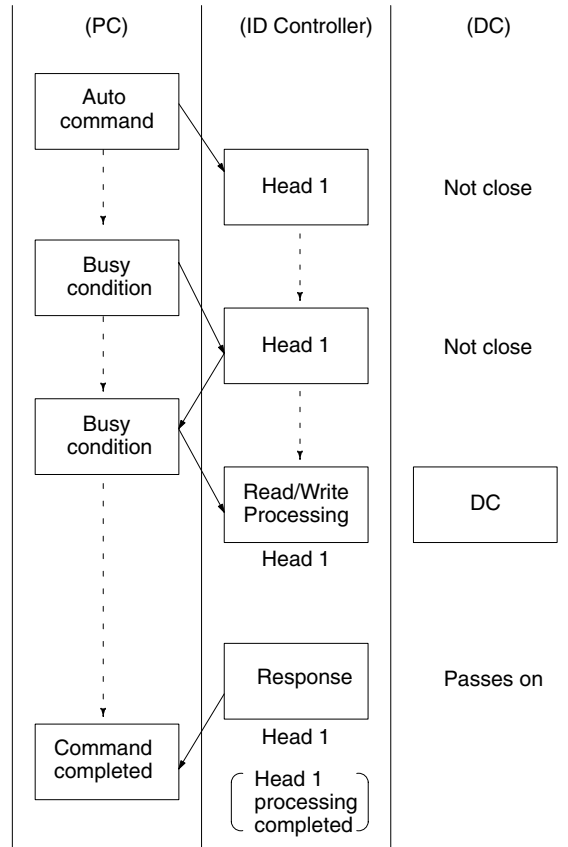 (PC) (ID Controller) (DC)
Auto
command
Head 1 Not close
Busy
condition
Head 1 Not close
Busy
condition
Read/Write
Processing
DC
Head 1
Response Passes on
Head 1
Command
completed
Head 1
processing
completed